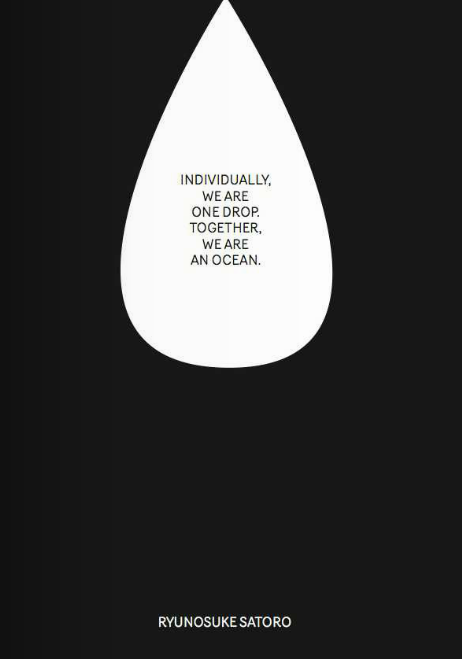 INDIVIDUALLY,
WE ARE
ONE DROP.
TOGETHER,
WE ARE
AN OCEAN.
RYUNOSUKE SATORO